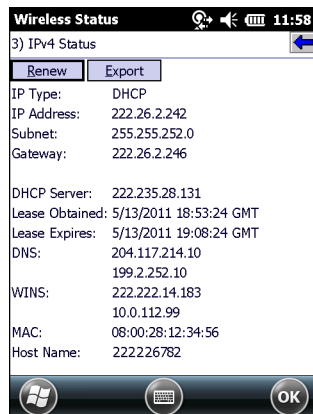 Wireless Status 11:58
3) IPv4 Status
Renew Export
IP Type: DHCP
IP Address: 222.26.2.242
Subnet: 255.255.252.0
Gateway: 222.26.2.246
DHCP Server: 222.235.28.131
Lease Obtained: 5/13/2011 18:53:24 GMT
Lease Expires: 5/13/2011 19:08:24 GMT
DNS: 204.117.214.10
199.2.252.10
WINS: 222.222.14.183
10.0.112.99
MAC: 08:00:28:12:34:56
Host Name: 222226782
OK